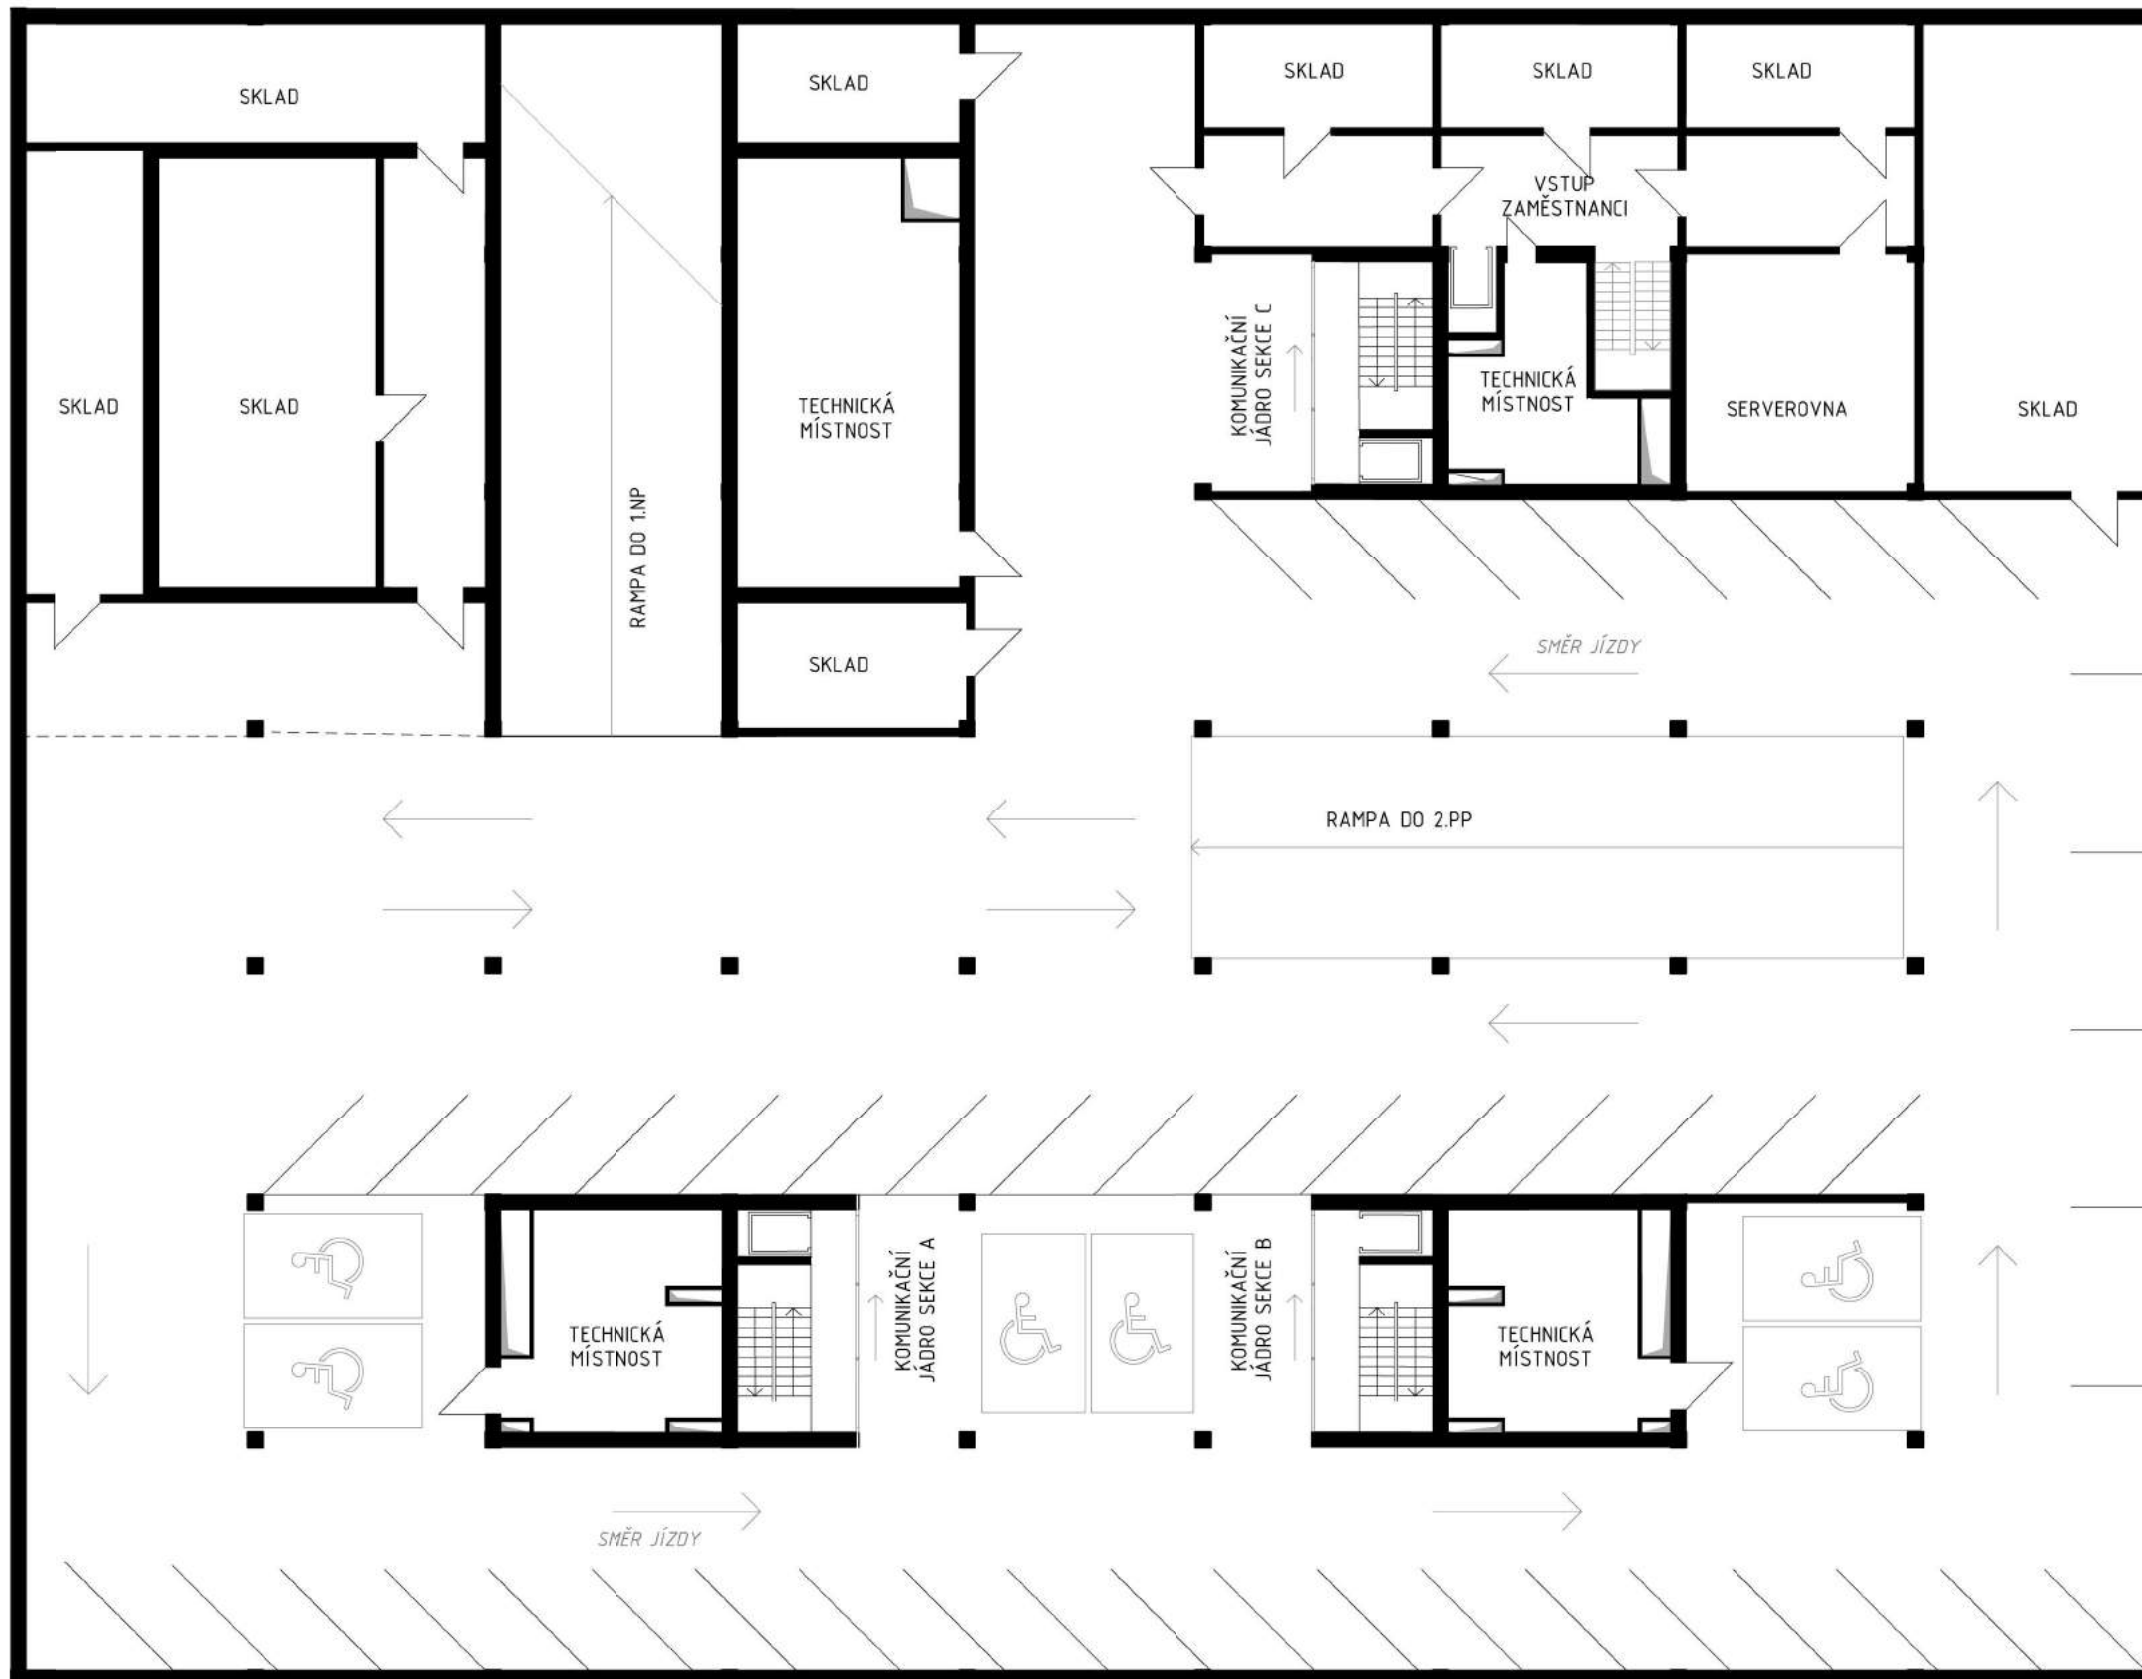 SKLAD
SKLAD
SKLAD
SKLAD
SKLAD
SKLAD
VSTUP
ZAMĚSTNANCI
KOMUNIKAČNÍ
JÁDRO SEKCE C
TECHNICKÁ
MÍSTNOST
SKLAD
SKLAD
TECHNICKÁ
MÍSTNOST
SERVEROVNA
SKLAD
RAMPA DO 1.NP
SKLAD
SMĚR JÍZDY
RAMPA DO 2.PP
TECHNICKÁ
MÍSTNOST
KOMUNIKAČNÍ
JÁDRO SEKCE A
KOMUNIKAČNÍ
JÁDRO SEKCE B
TECHNICKÁ
MÍSTNOST
SMĚR JÍZDY